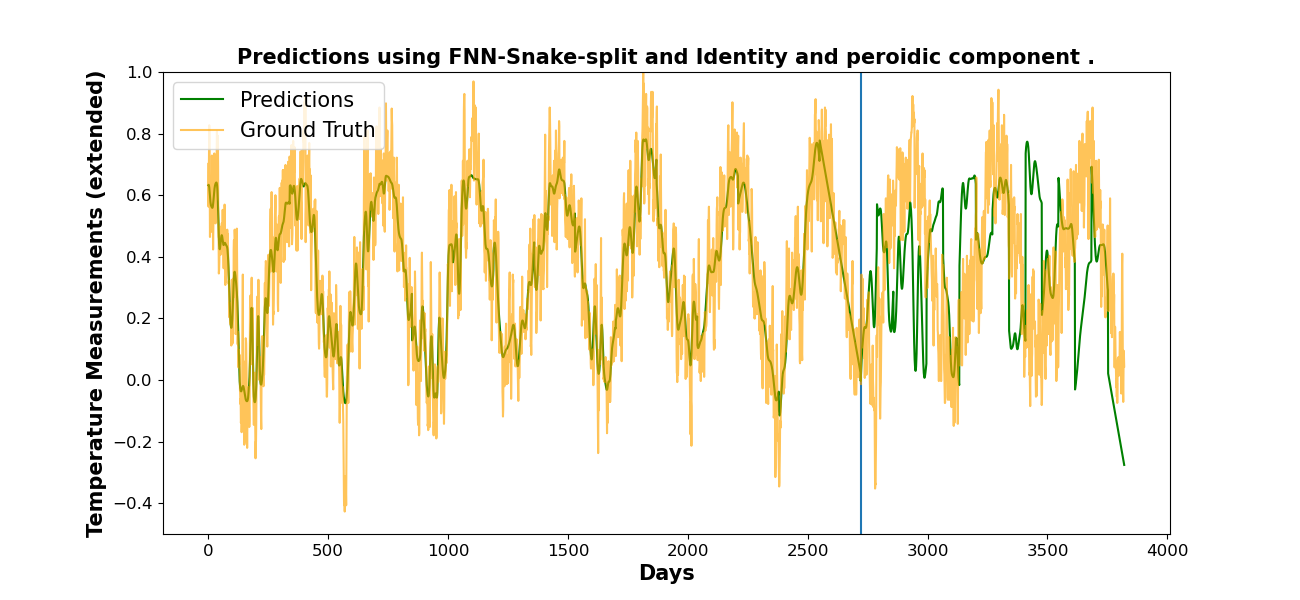 Predictions using FNN-Snake-split and Identity and peroidic component .
Temperature Measurements (extended)
1.0
0.8
0.6
0.4
0.2
0.0
−0.2
−0.4
Predictions
Ground Truth
0 500 1000 1500 2000 2500 3000 3500 4000
Days